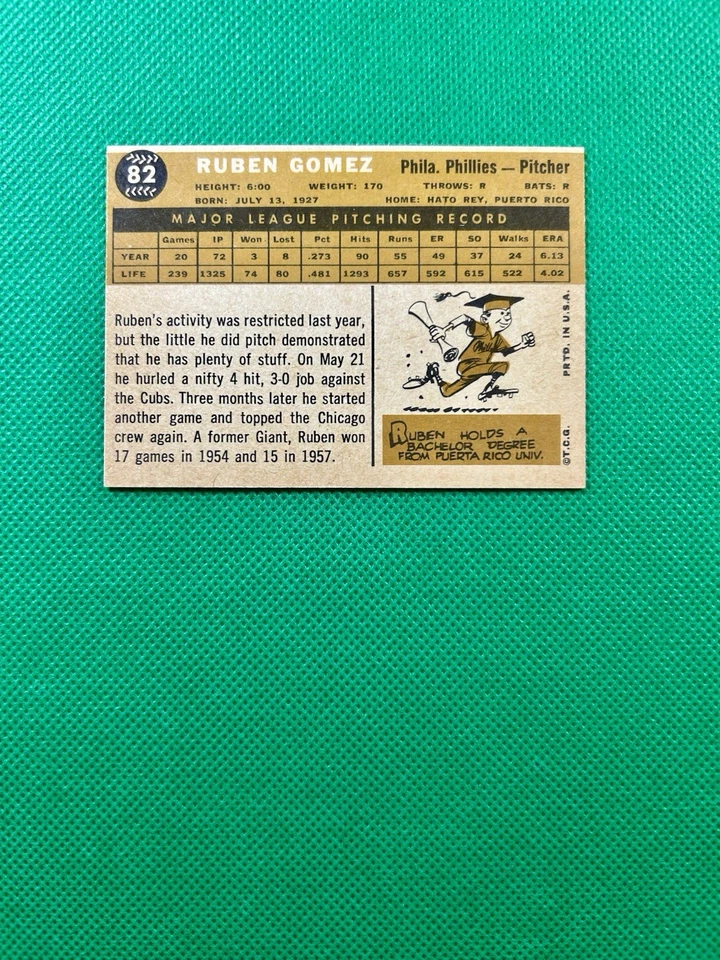 82
RUBEN GOMEZ Phila. Phillies — Pitcher
HEIGHT: 6:00 WEIGHT: 170 THROWS: R BATS: R
BORN: JULY 13, 1927 HOME: HATO REY, PUERTO RICO
MAJOR LEAGUE PITCHING RECORD
Games IP Won Lost Pct Hits Runs ER SO Walks ERA
YEAR 20 72 3 8 .273 90 55 49 37 24 6.13
LIFE 239 1325 74 80 .481 1293 657 592 615 522 4.02
Ruben's activity was restricted last year,
but the little he did pitch demonstrated
that he has plenty of stuff. On May 21
he hurled a nifty 4 hit, 3-0 job against
the Cubs. Three months later he started
another game and topped the Chicago
crew again. A former Giant, Ruben won
17 games in 1954 and 15 in 1957.
Phillies
RUBEN HOLDS A
BACHELOR DEGREE
FROM PUERTA RICO UNIV.
©T.C.G. PRTD. IN U.S.A.